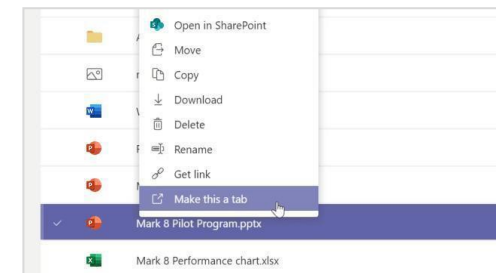 Open in SharePoint
Move
Copy
Download
Delete
Rename
Get link
Make this a tab
Mark 8 Pilot Program.pptx
Mark 8 Performance chart.xlsx